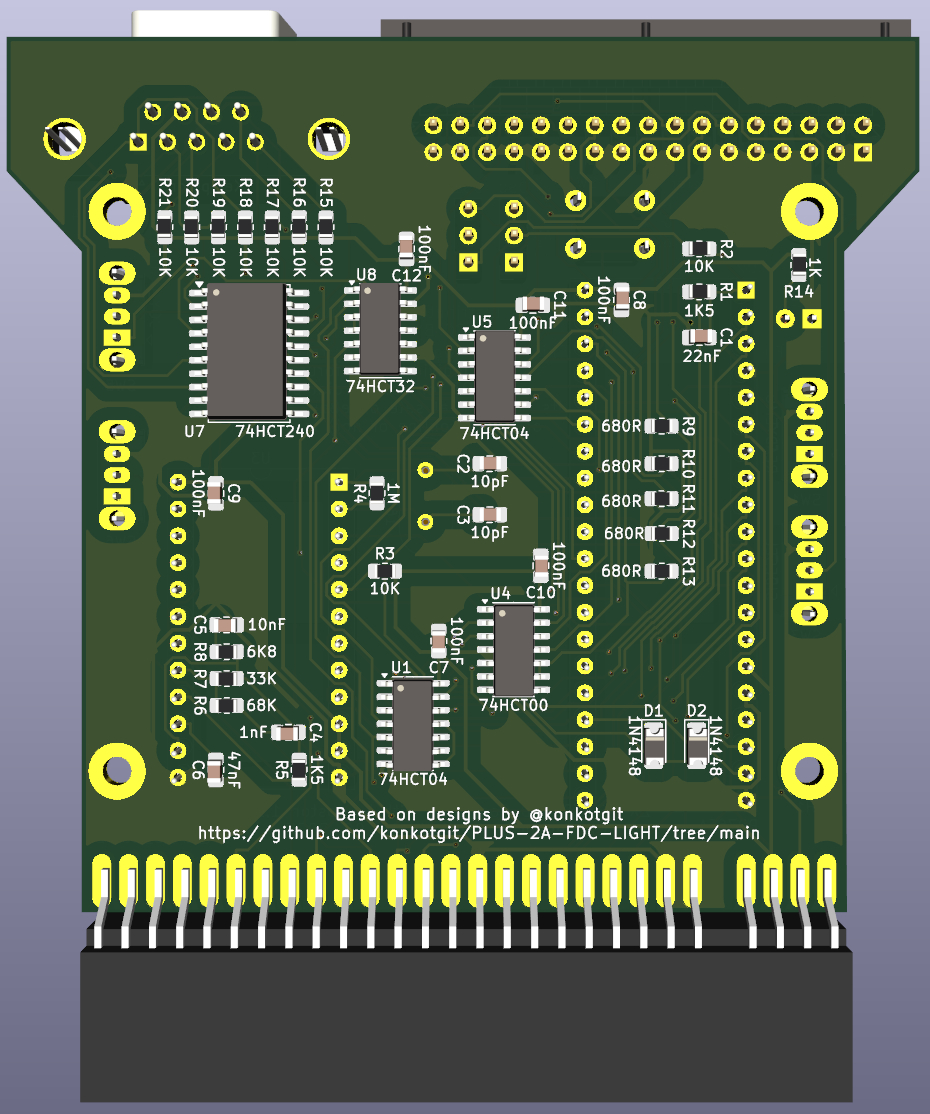 R21 R20 R19 R18 R17 R16 R15
10K 10K 10K 10K 10K 10K 10K
100nF
C12
R2
10K
1K
R14
U8
74HCT32
U7 74HCT240
C11
100nF
100nF
C8
R1
1K5
C1
22nF
U5
74HCT04
680R R9
680R R10
680R R11
680R R12
680R R13
C2
10pF
C3
10pF
100nF
C9
R4
1M
R3
10K
100nF
C10
U4
74HCT00
C5 10nF
R8 6K8
R7 33K
R6 68K
100nF
C7
U1
74HCT04
1nF C4
C6
47nF
R5
1K5
D1
1N4148
D2
1N4148
Based on designs by @konkotgit
https://github.com/konkotgit/PLUS-2A-FDC-LIGHT/tree/main